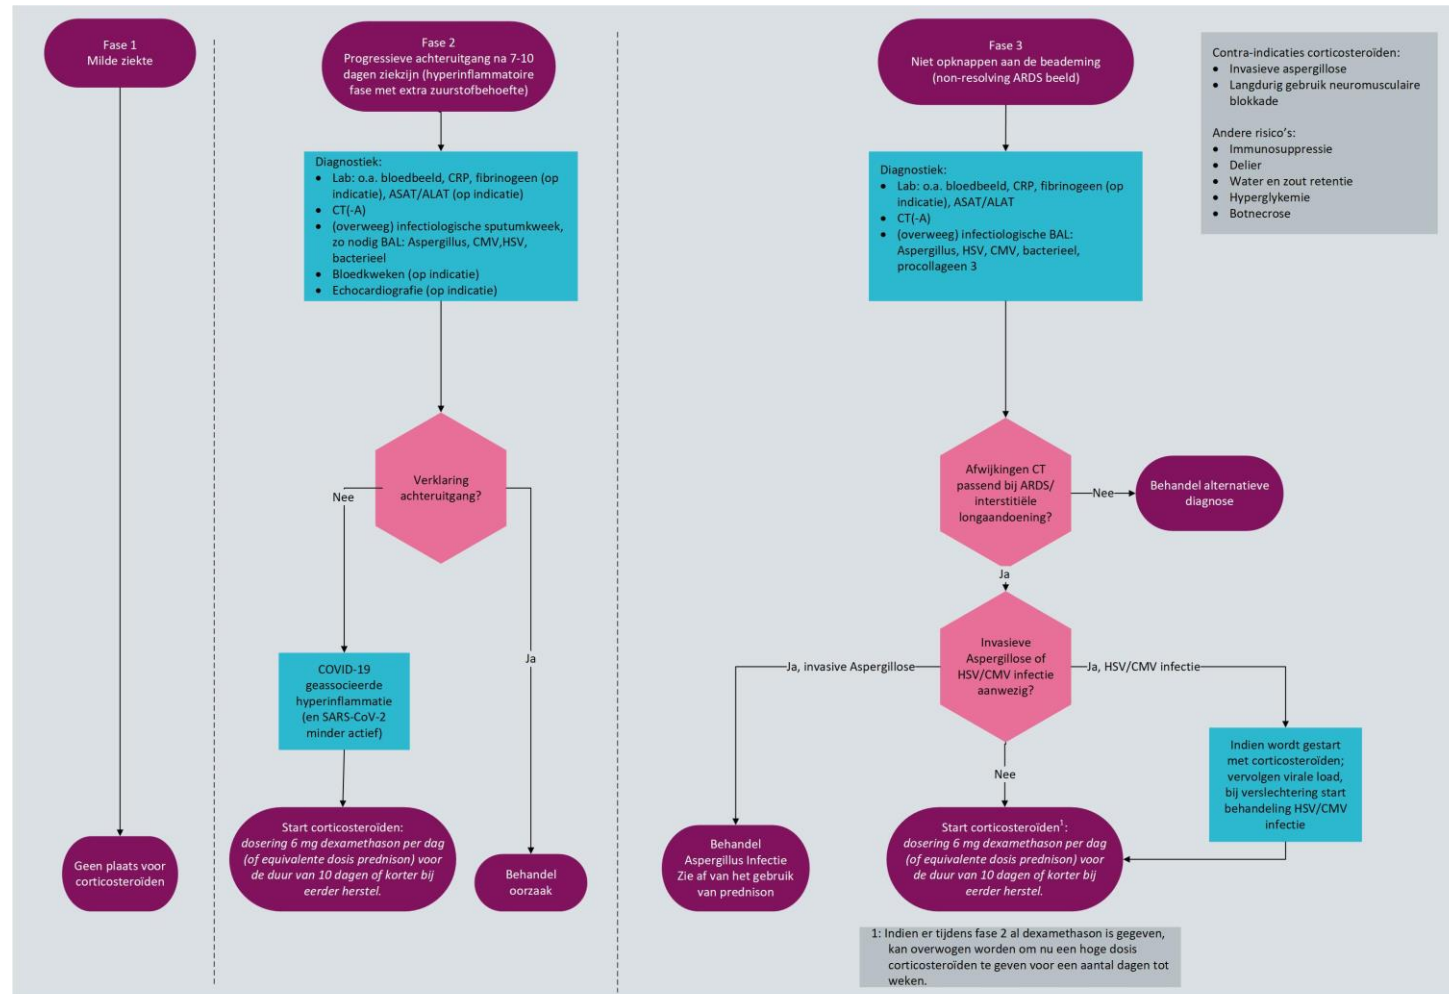 Fase 1
Milde ziekte
Geen plaats voor
corticosteroïden
Fase 2
Progressieve achteruitgang na 7-10
dagen ziekzijn (hyperinflammatoire
fase met extra zuurstofbehoefte)
Diagnostiek:
• Lab: o.a. bloedbeeld, CRP, fibrinogeen (op
indicatie), ASAT/ALAT (op indicatie)
• CT(-A)
• (overweeg) infectiologische sputumkweek,
zo nodig BAL: Aspergillus, CMV,HSV,
bacterieel
• Bloedkweken (op indicatie)
• Echocardiografie (op indicatie)
Verklaring
achteruitgang?
Nee
Ja
COVID-19
geassocieerde
hyperinflammatie
(en SARS-CoV-2
minder actief)
Start corticosteroïden:
dosering 6 mg dexamethason per dag
(of equivalente dosis prednison) voor
de duur van 10 dagen of korter bij
eerder herstel.
Behandel
oorzaak
Fase 3
Niet opknappen aan de beademing
(non-resolving ARDS beeld)
Diagnostiek:
• Lab: o.a. bloedbeeld, CRP, fibrinogeen (op
indicatie), ASAT/ALAT
• CT(-A)
• (overweeg) infectiologische BAL:
Aspergillus, HSV, CMV, bacterieel,
procollageen 3
Afwijkingen CT
passend bij ARDS/
interstitiële
longaandoening?
Nee
Behandel alternatieve
diagnose
Ja
Invasieve
Aspergillose of
HSV/CMV infectie
aanwezig?
Ja, invasive Aspergillose
Ja, HSV/CMV infectie
Nee
Indien wordt gestart
met corticosteroïden;
vervolgen virale load,
bij verslechtering start
behandeling HSV/CMV
infectie
Behandel
Aspergillus Infectie
Zie af van het gebruik
van prednison
Start corticosteroïden¹:
dosering 6 mg dexamethason per dag
(of equivalente dosis prednison) voor
de duur van 10 dagen of korter bij
eerder herstel.
1: Indien er tijdens fase 2 al dexamethason is gegeven,
kan overwogen worden om nu een hoge dosis
corticosteroïden te geven voor een aantal dagen tot
weken.
Contra-indicaties corticosteroïden:
• Invasieve aspergillose
• Langdurig gebruik neuromusculaire
blokkade
Andere risico's:
• Immunosuppressie
• Delier
• Water en zout retentie
• Hyperglykemie
• Botnecrose